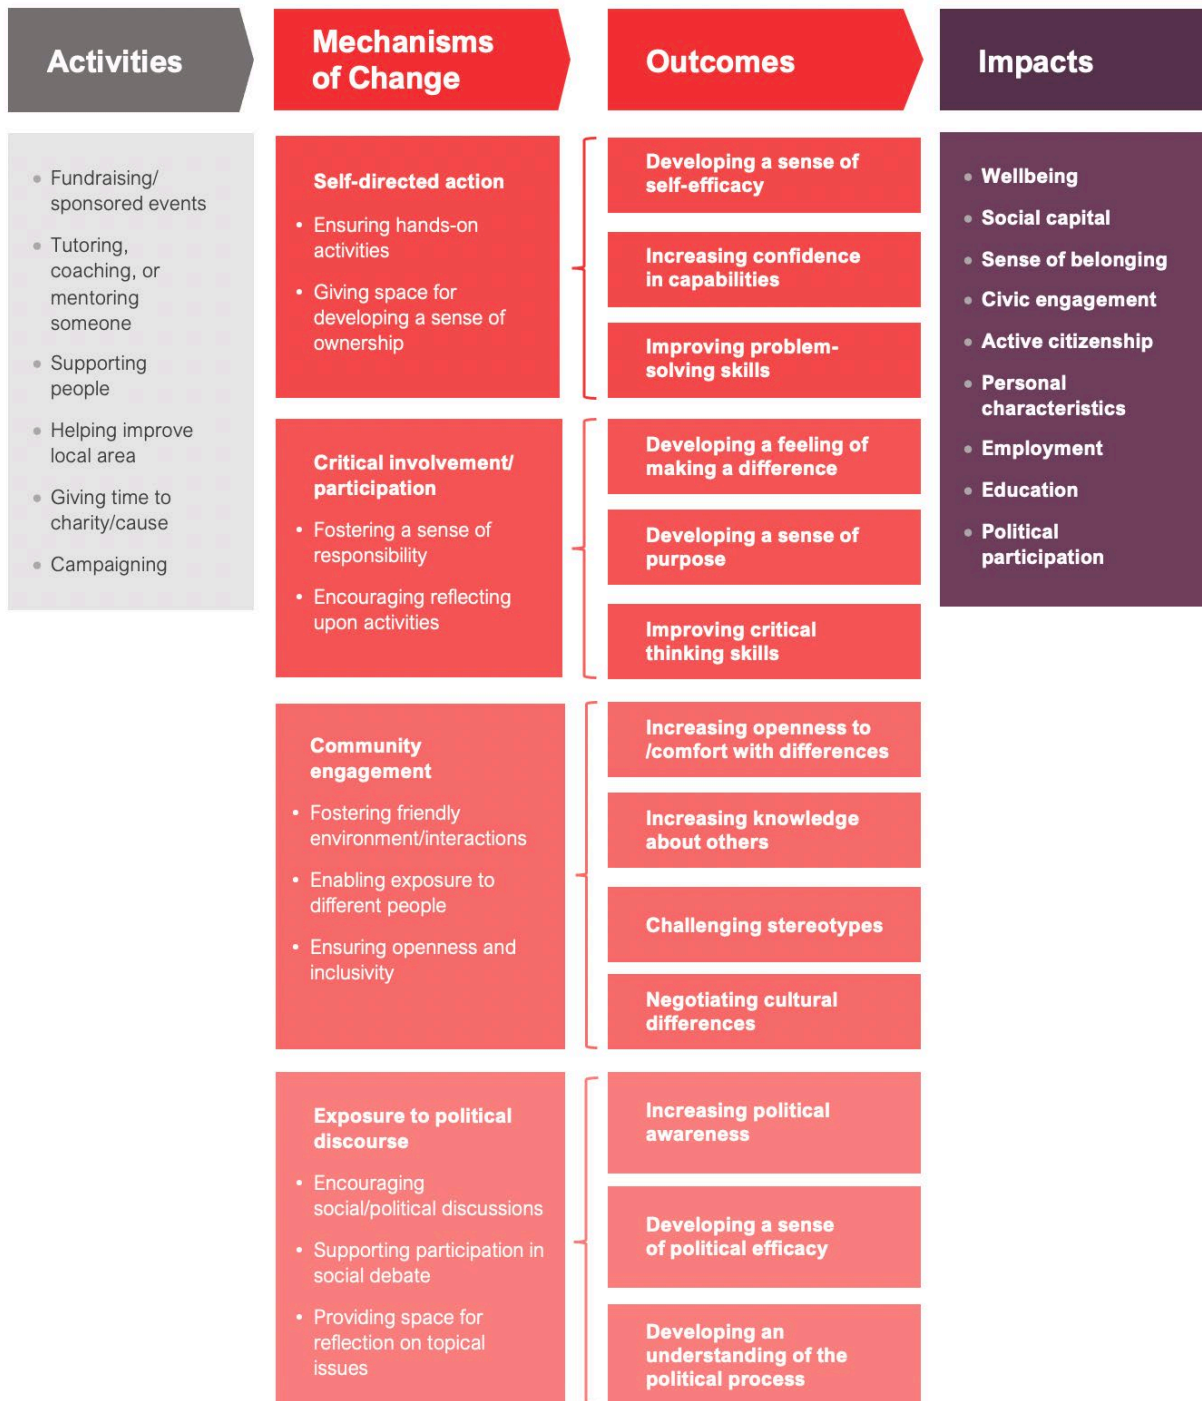 Activities
Mechanisms
of Change
Outcomes
Impacts
• Fundraising/
sponsored events
• Tutoring,
coaching, or
mentoring
someone
• Supporting
people
• Helping improve
local area
• Giving time to
charity/cause
• Campaigning
Self-directed action
• Ensuring hands-on
activities
• Giving space for
developing a sense of
ownership
Developing a sense of
self-efficacy
Increasing confidence
in capabilities
Improving problem-
solving skills
Critical involvement/
participation
• Fostering a sense of
responsibility
• Encouraging reflecting
upon activities
Developing a feeling of
making a difference
Developing a sense of
purpose
Improving critical
thinking skills
Community
engagement
• Fostering friendly
environment/interactions
• Enabling exposure to
different people
• Ensuring openness and
inclusivity
Increasing openness to
/comfort with differences
Increasing knowledge
about others
Challenging stereotypes
Negotiating cultural
differences
Exposure to political
discourse
• Encouraging
social/political discussions
• Supporting participation in
social debate
• Providing space for
reflection on topical
issues
Increasing political
awareness
Developing a sense
of political efficacy
Developing an
understanding of the
political process
• Wellbeing
• Social capital
• Sense of belonging
• Civic engagement
• Active citizenship
• Personal
characteristics
• Employment
• Education
• Political
participation